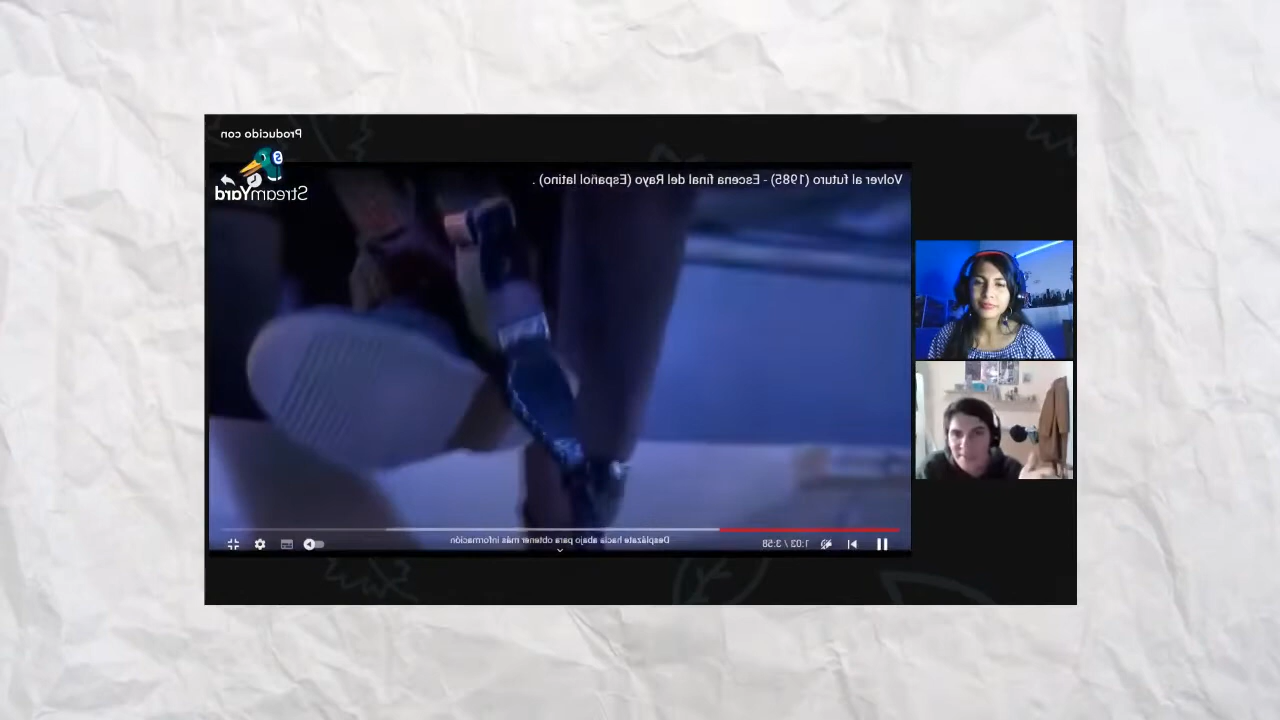 Producido con
StreamYard
Volver al futuro (1985) - Escena final del Rayo (Español latino) .
Desplázate hacia abajo para obtener más información
1:03 / 3:58